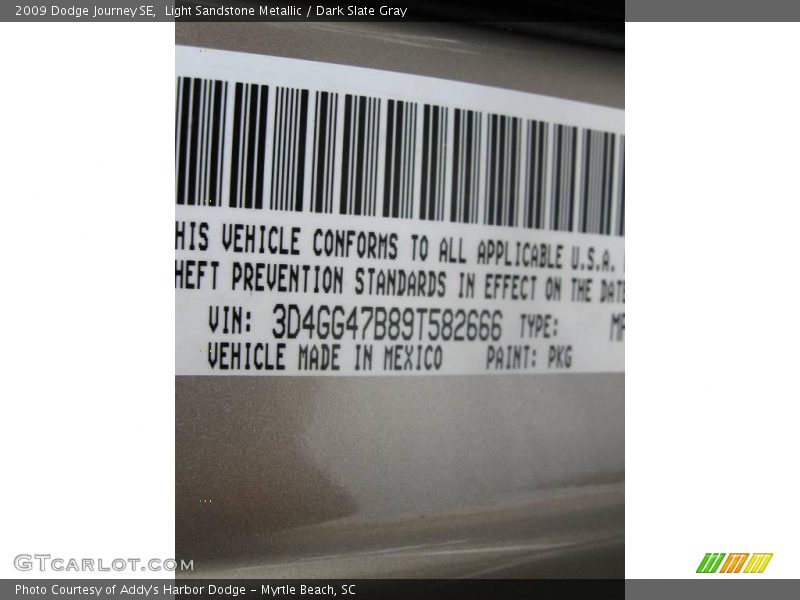 2009 Dodge Journey SE, Light Sandstone Metallic / Dark Slate Gray
HIS VEHICLE CONFORMS TO ALL APPLICABLE U.S.A.
HEFT PREVENTION STANDARDS IN EFFECT ON THE DATE
VIN: 3D4GG47B89T582666 TYPE: MP
VEHICLE MADE IN MEXICO PAINT: PKG
GTCARLOT.COM
Photo Courtesy of Addy's Harbor Dodge - Myrtle Beach, SC